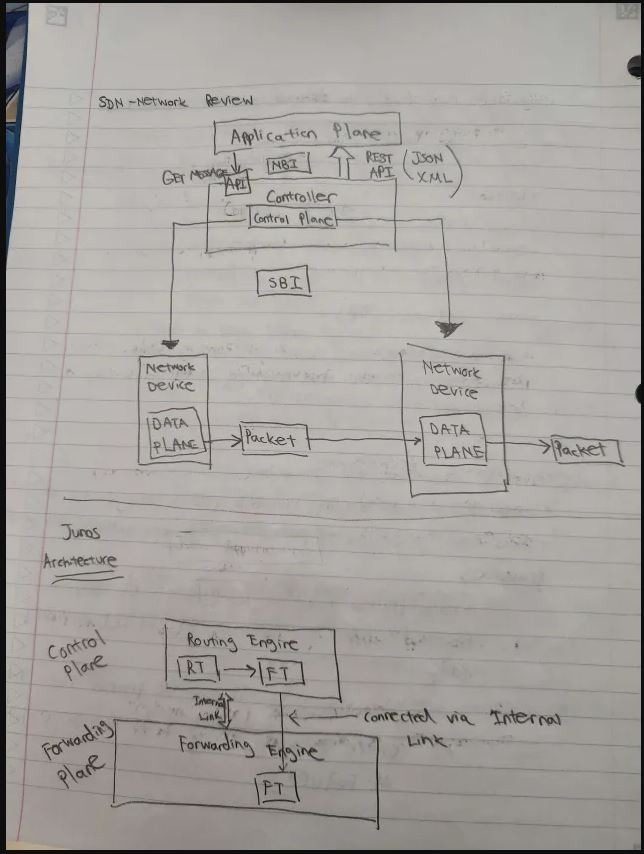 SDN-Network Review
Application Plane
GET MESSAGE
API
NBI
REST API
(JSON XML)
Controller
Control Plane
SBI
Network Device
Network Device
DATA PLANE
Packet
DATA PLANE
Packet
Junos
Architecture
Control Plane
Routing Engine
RT
FT
Internal Link
connected via Internal Link
Forwarding Plane
Forwarding Engine
FT